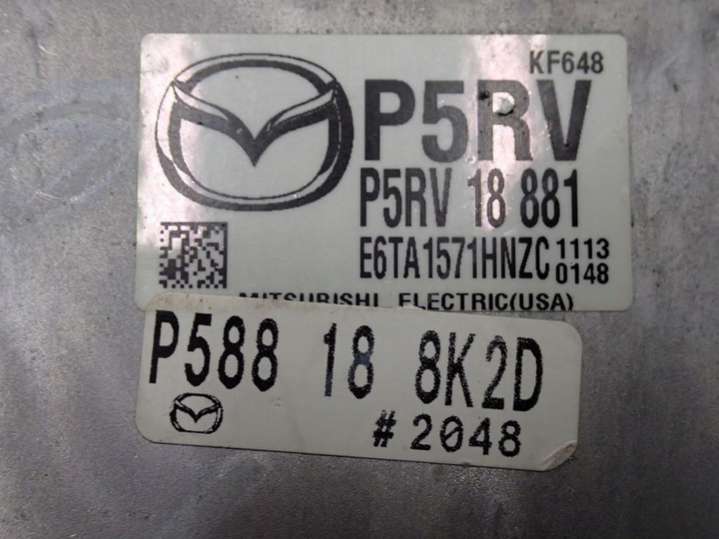 KF648
P5RV
P5RV 18 881
E6TA1571HNZC 1113
0148
MITSUBISHI ELECTRIC(USA)
P588 18 8K2D
#2048